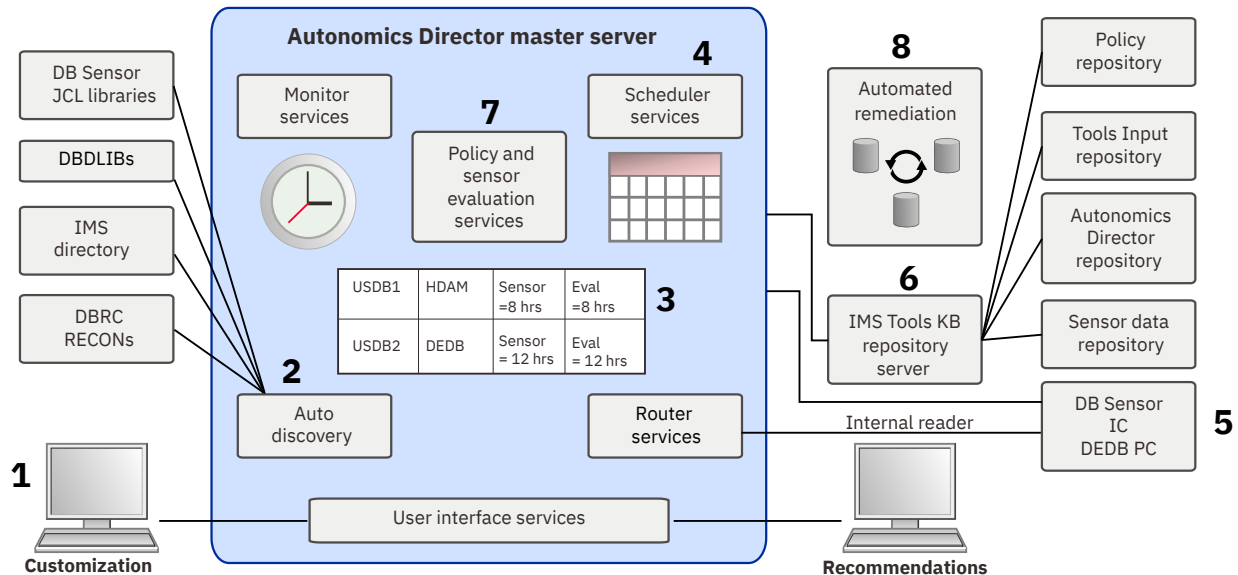 Autonomics Director master server
DB Sensor
JCL libraries
DBDLIBs
IMS
directory
DBRC
RECONs
1
Customization
Monitor
services
7
Policy and
sensor
evaluation
services
4
Scheduler
services
USDB1
HDAM
Sensor
=8 hrs
Eval
=8 hrs
USDB2
DEDB
Sensor
= 12 hrs
Eval
= 12 hrs
3
2
Auto
discovery
Router
services
User interface services
8
Automated
remediation
6
IMS Tools KB
repository
server
Internal reader
Recommendations
Policy
repository
Tools Input
repository
Autonomics
Director
repository
Sensor data
repository
DB Sensor
IC
DEDB PC
5